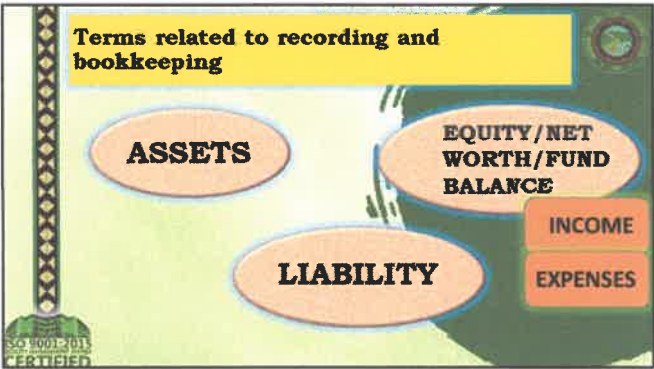 Terms related to recording and
bookkeeping
ASSETS
EQUITY/NET
WORTH/FUND
BALANCE
INCOME
LIABILITY
EXPENSES
ISO 9001:2015
CERTIFIED